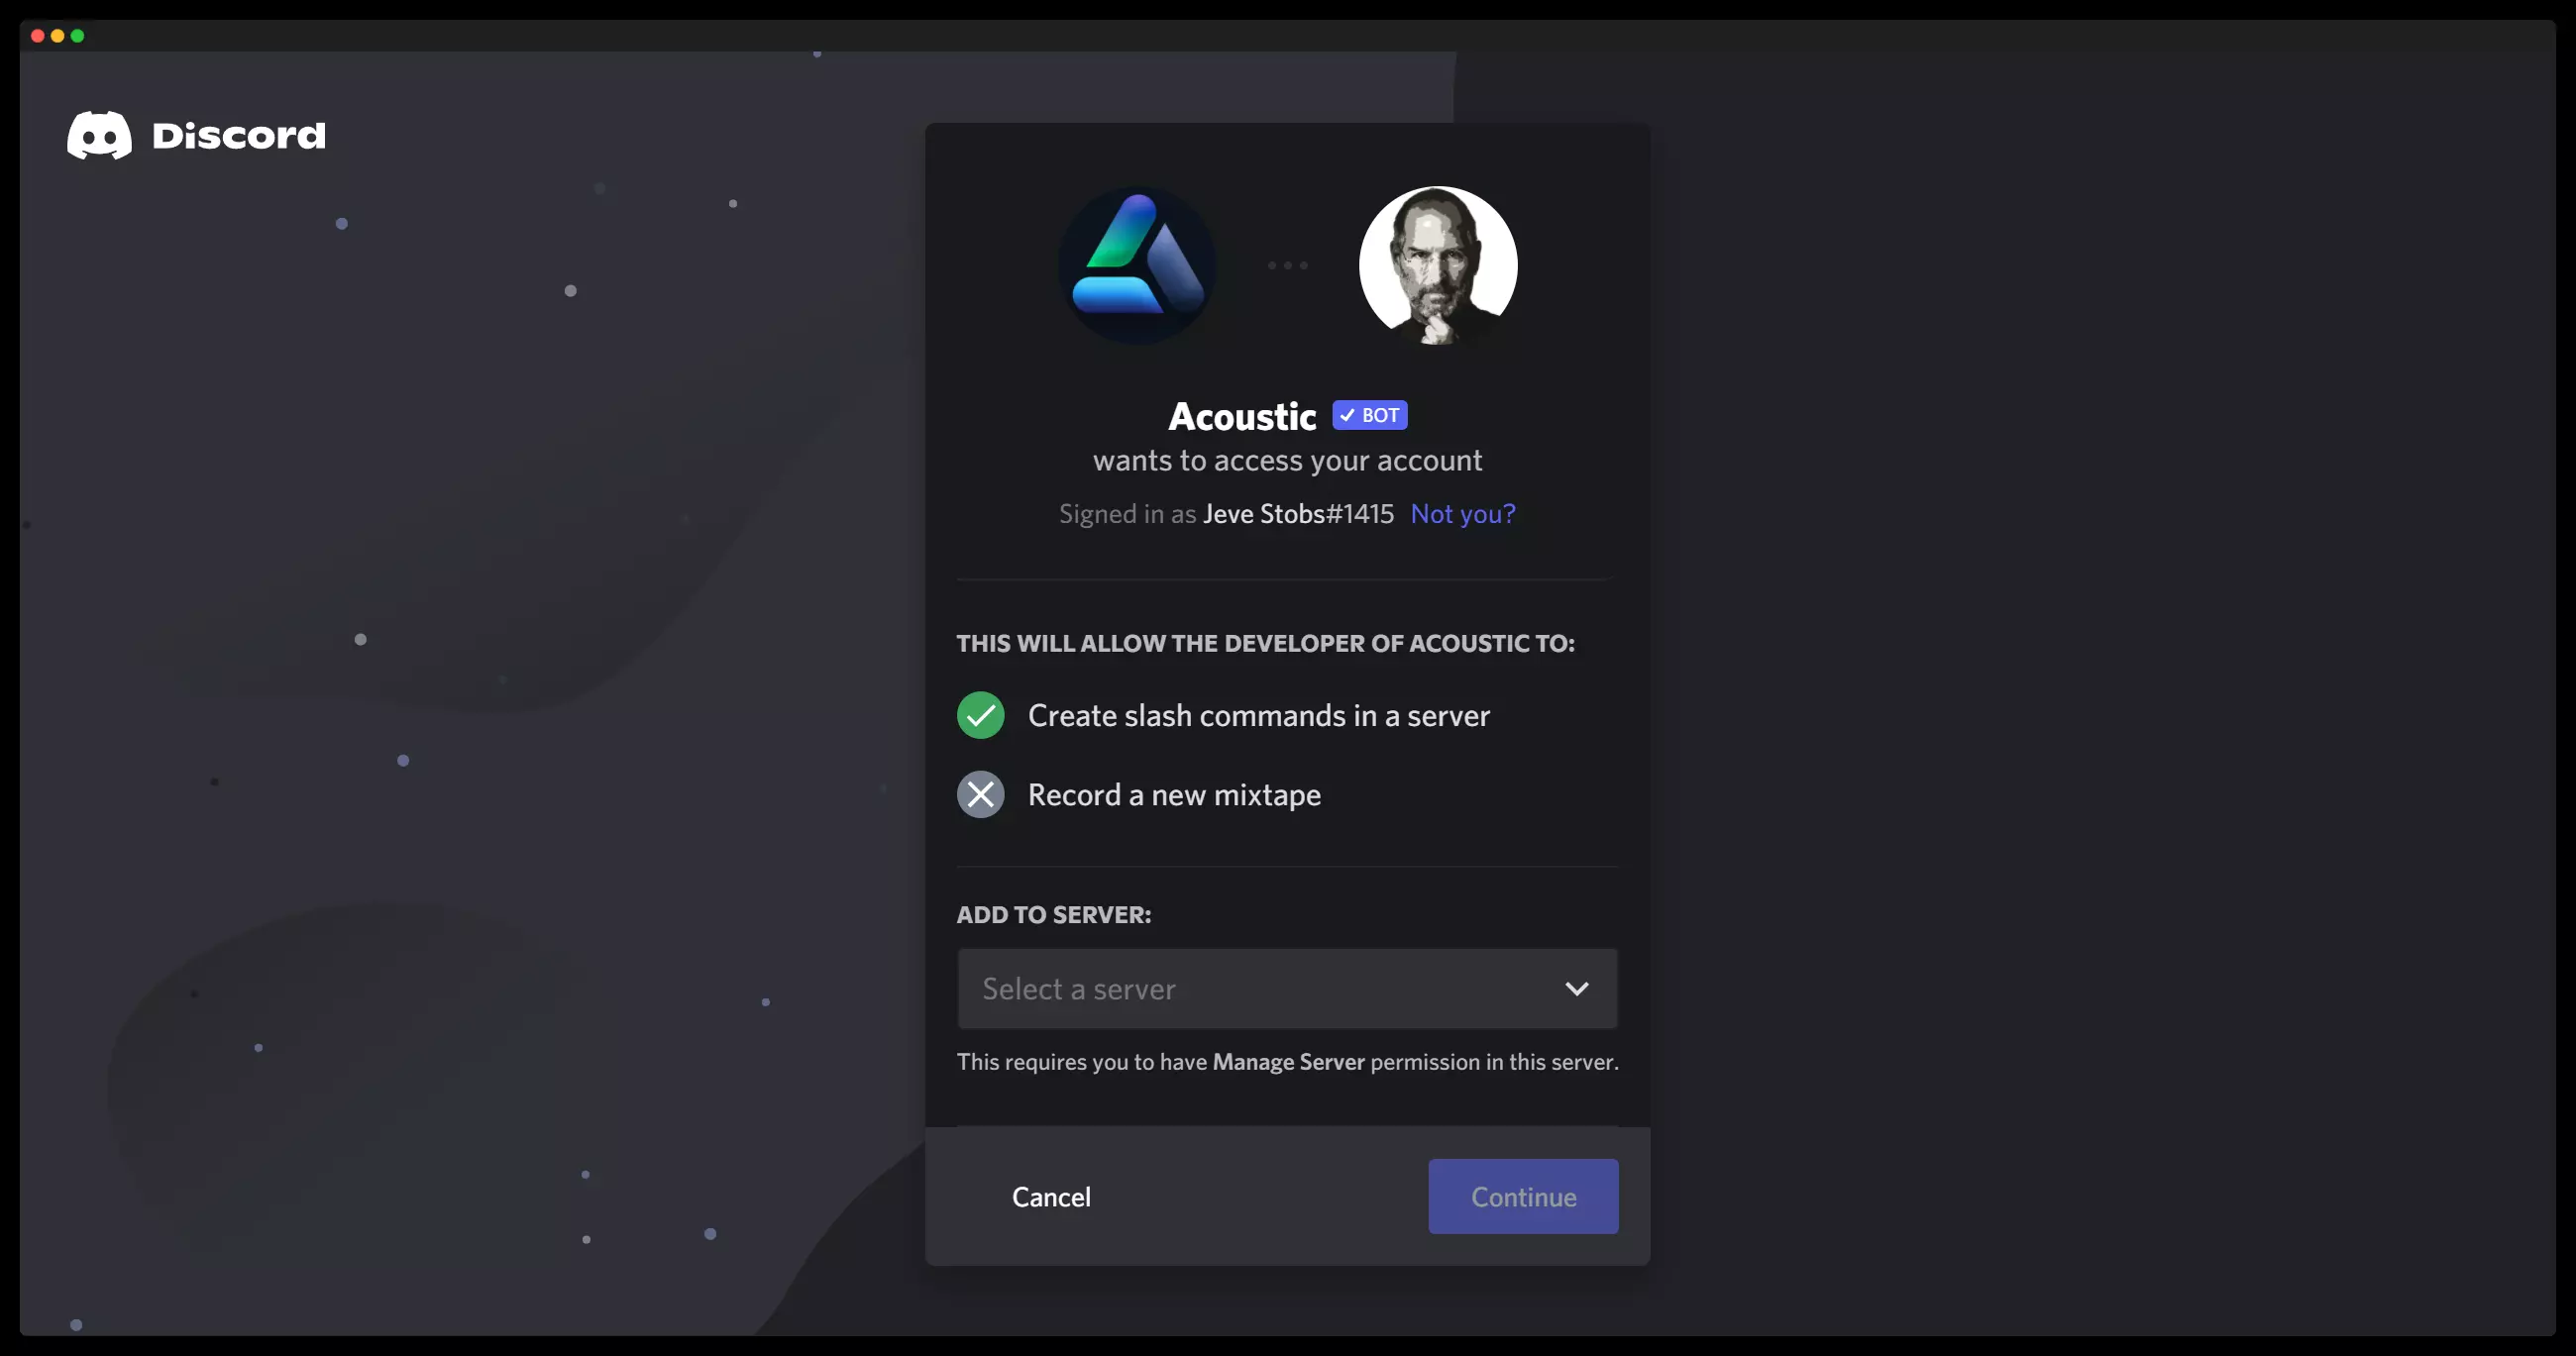 Discord
Acoustic BOT
wants to access your account
Signed in as Jeve Stobs#1415 Not you?
THIS WILL ALLOW THE DEVELOPER OF ACOUSTIC TO:
Create slash commands in a server
Record a new mixtape
ADD TO SERVER:
Select a server
This requires you to have Manage Server permission in this server.
Cancel Continue